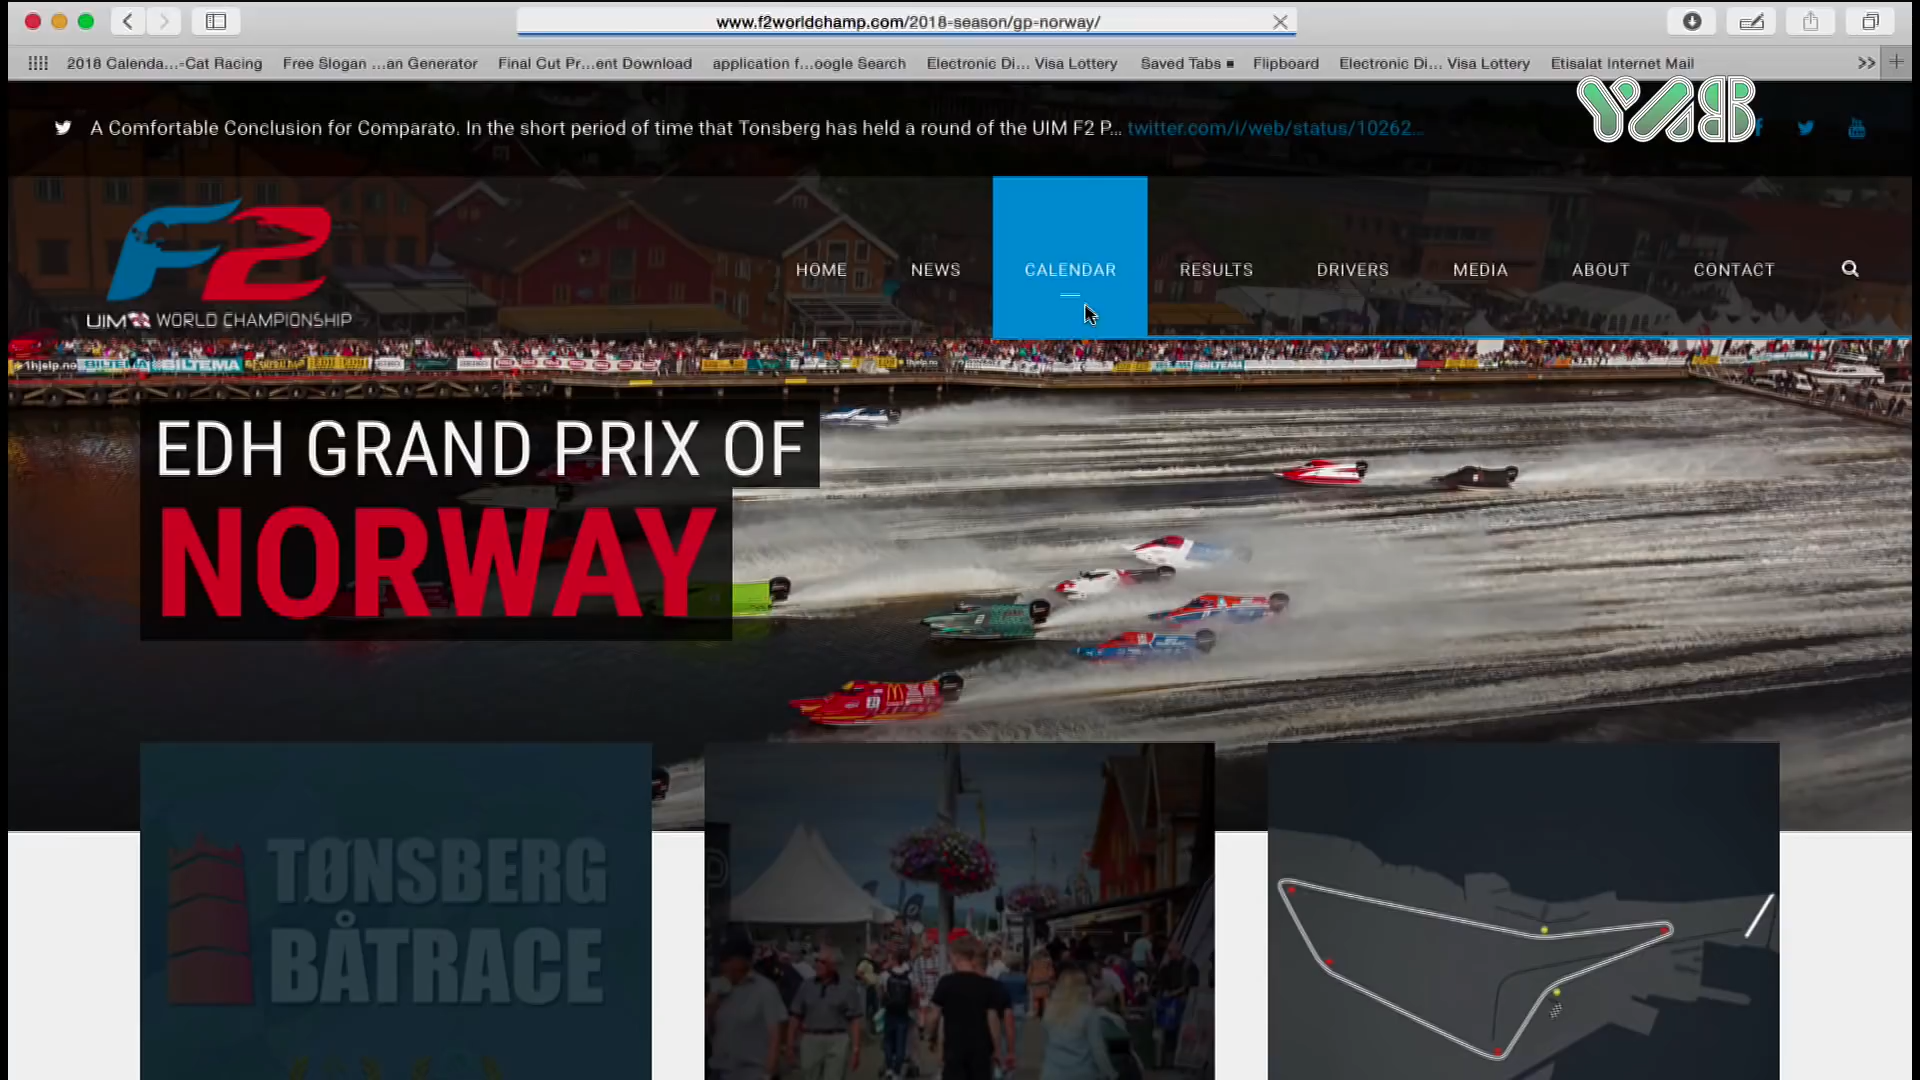 www.f2worldchamp.com/2018-season/gp-norway/
2018 Calenda...-Cat Racing
Free Slogan ...an Generator
Final Cut Pr...ent Download
application f...oogle Search
Electronic Di... Visa Lottery
Saved Tabs
Flipboard
Electronic Di... Visa Lottery
Etisalat Internet Mail
YAB
A Comfortable Conclusion for Comparato. In the short period of time that Tonsberg has held a round of the UIM F2 P... twitter.com/i/web/status/10262...
F2
UIM WORLD CHAMPIONSHIP
HOME
NEWS
CALENDAR
RESULTS
DRIVERS
MEDIA
ABOUT
CONTACT
BILTEMA
EDH GRAND PRIX OF
NORWAY
TØNSBERG
BÅTRACE